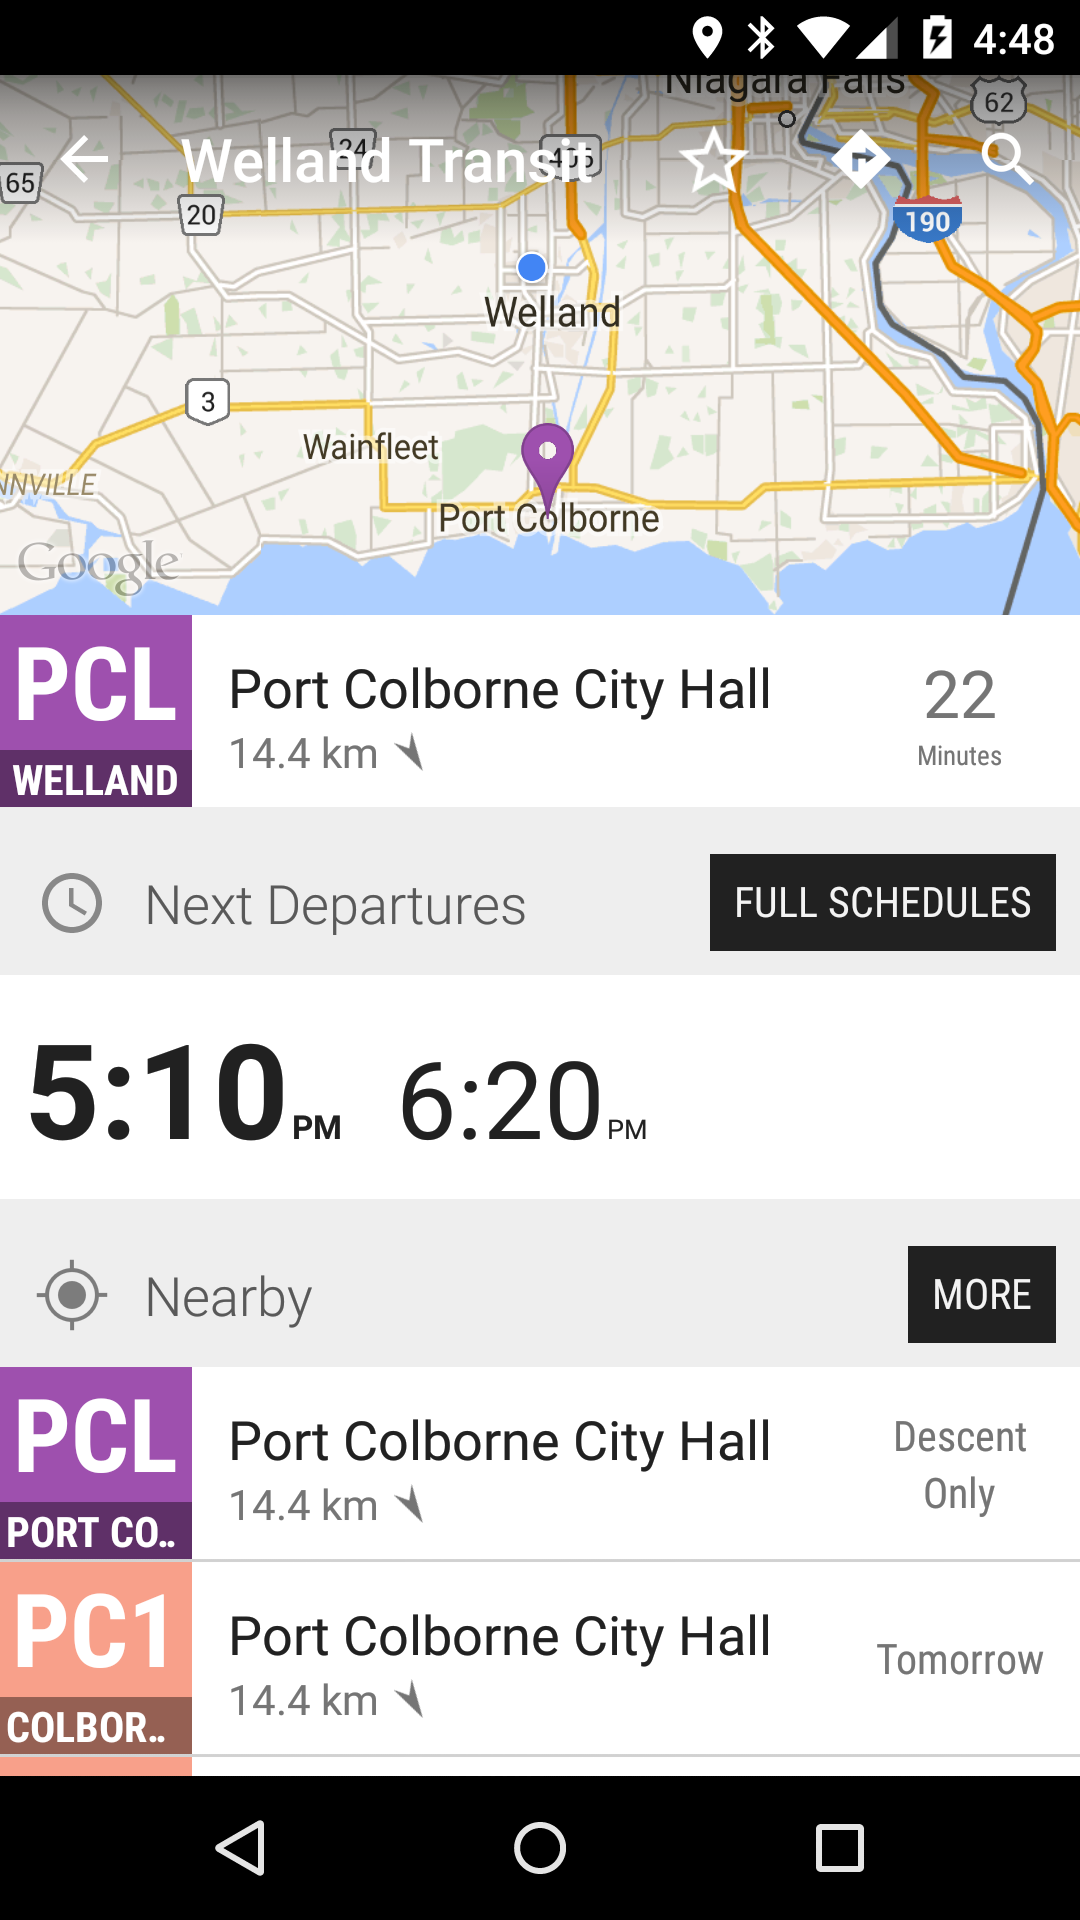 4:48
Niagara Falls
62
Welland Transit
24
406
65
20
190
Welland
3
Wainfleet
NNVILLE
Port Colborne
Google
PCL
WELLAND
Port Colborne City Hall
14.4 km
22
Minutes
Next Departures
FULL SCHEDULES
5:10 PM 6:20 PM
Nearby
MORE
PCL
PORT CO..
Port Colborne City Hall
14.4 km
Descent
Only
PC1
COLBOR..
Port Colborne City Hall
14.4 km
Tomorrow